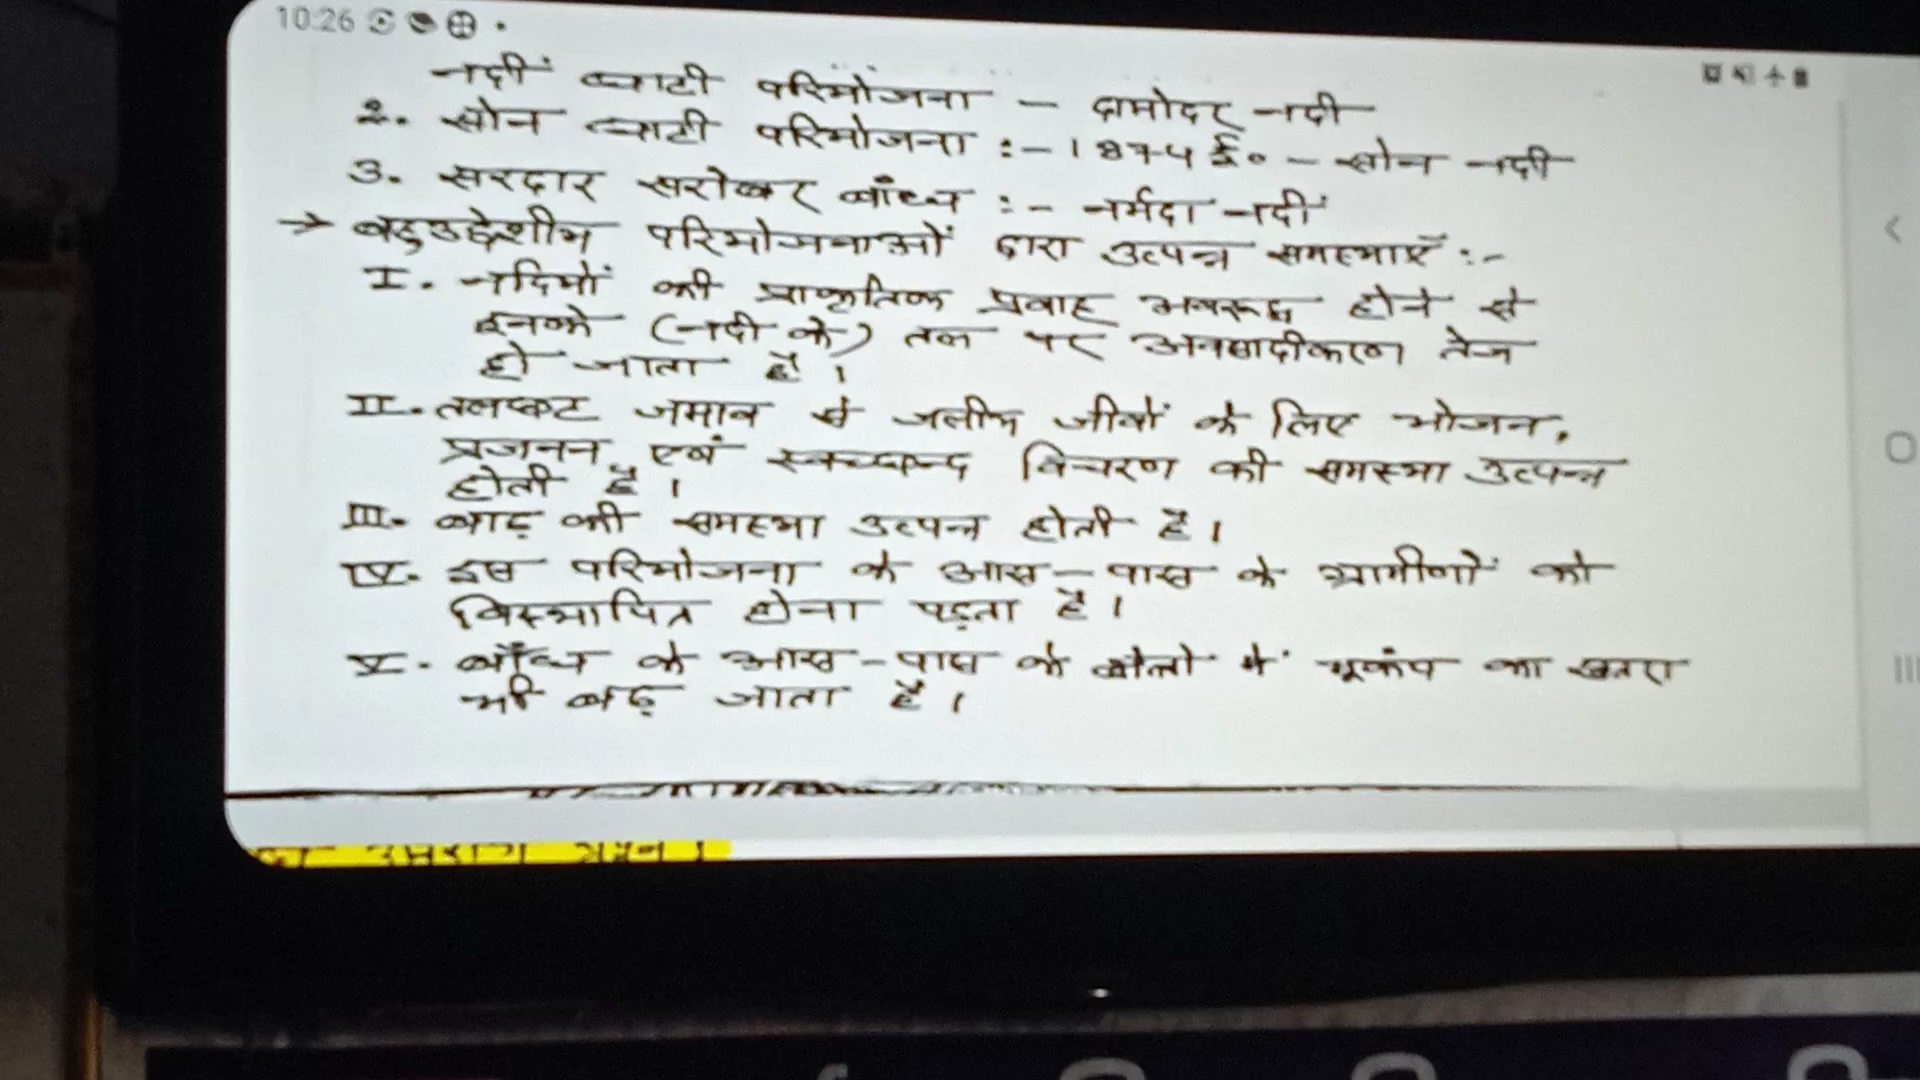 10:26
नदी घाटी परियोजना - दामोदर नदी
2. सोन घाटी परियोजना :- 1874 ई० - सोन नदी
3. सरदार सरोवर बाँध :- नर्मदा नदी
→ बहुउद्देशीय परियोजनाओं द्वारा उत्पन्न समस्याएँ :-
I. नदियों की प्राकृतिक प्रवाह अवरूद्ध होने से
इनके (नदी के) तल पर अवसादीकरण तेज
हो जाता है।
II. तलछट जमाव से जलीय जीवों के लिए भोजन,
प्रजनन एवं स्वच्छन्द विचरण की समस्या उत्पन्न
होती है।
III. बाढ़ की समस्या उत्पन्न होती है।
IV. इस परियोजना के आस-पास के ग्रामीणों को
विस्थापित होना पड़ता है।
V. बाँध के आस-पास के क्षेत्रों में भूकंप का खतरा
भी बढ़ जाता है।